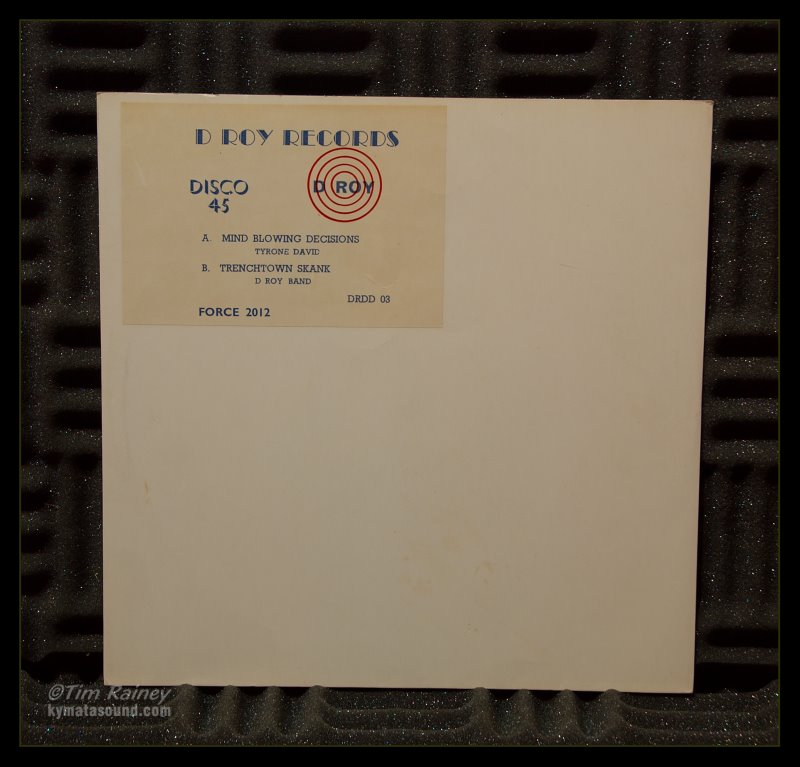 D ROY RECORDS
DISCO
45
D ROY
A. MIND BLOWING DECISIONS
TYRONE DAVID
B. TRENCHTOWN SKANK
D ROY BAND
DRDD 03
FORCE 2012
©Tim Rainey
kymatasound.com